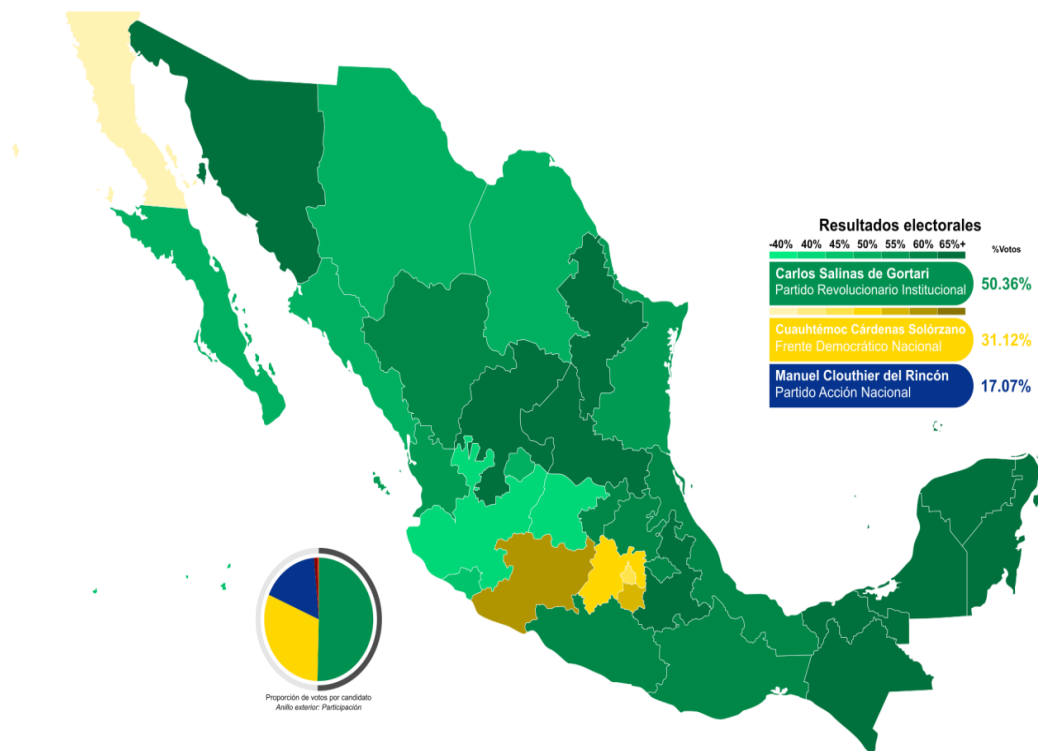 Resultados electorales
-40% 40% 45% 50% 55% 60% 65%+
%Votos
Carlos Salinas de Gortari
Partido Revolucionario Institucional
50.36%
Cuauhtémoc Cárdenas Solórzano
Frente Democrático Nacional
31.12%
Manuel Clouthier del Rincón
Partido Acción Nacional
17.07%
Proporción de votos por candidato
Anillo exterior: Participación